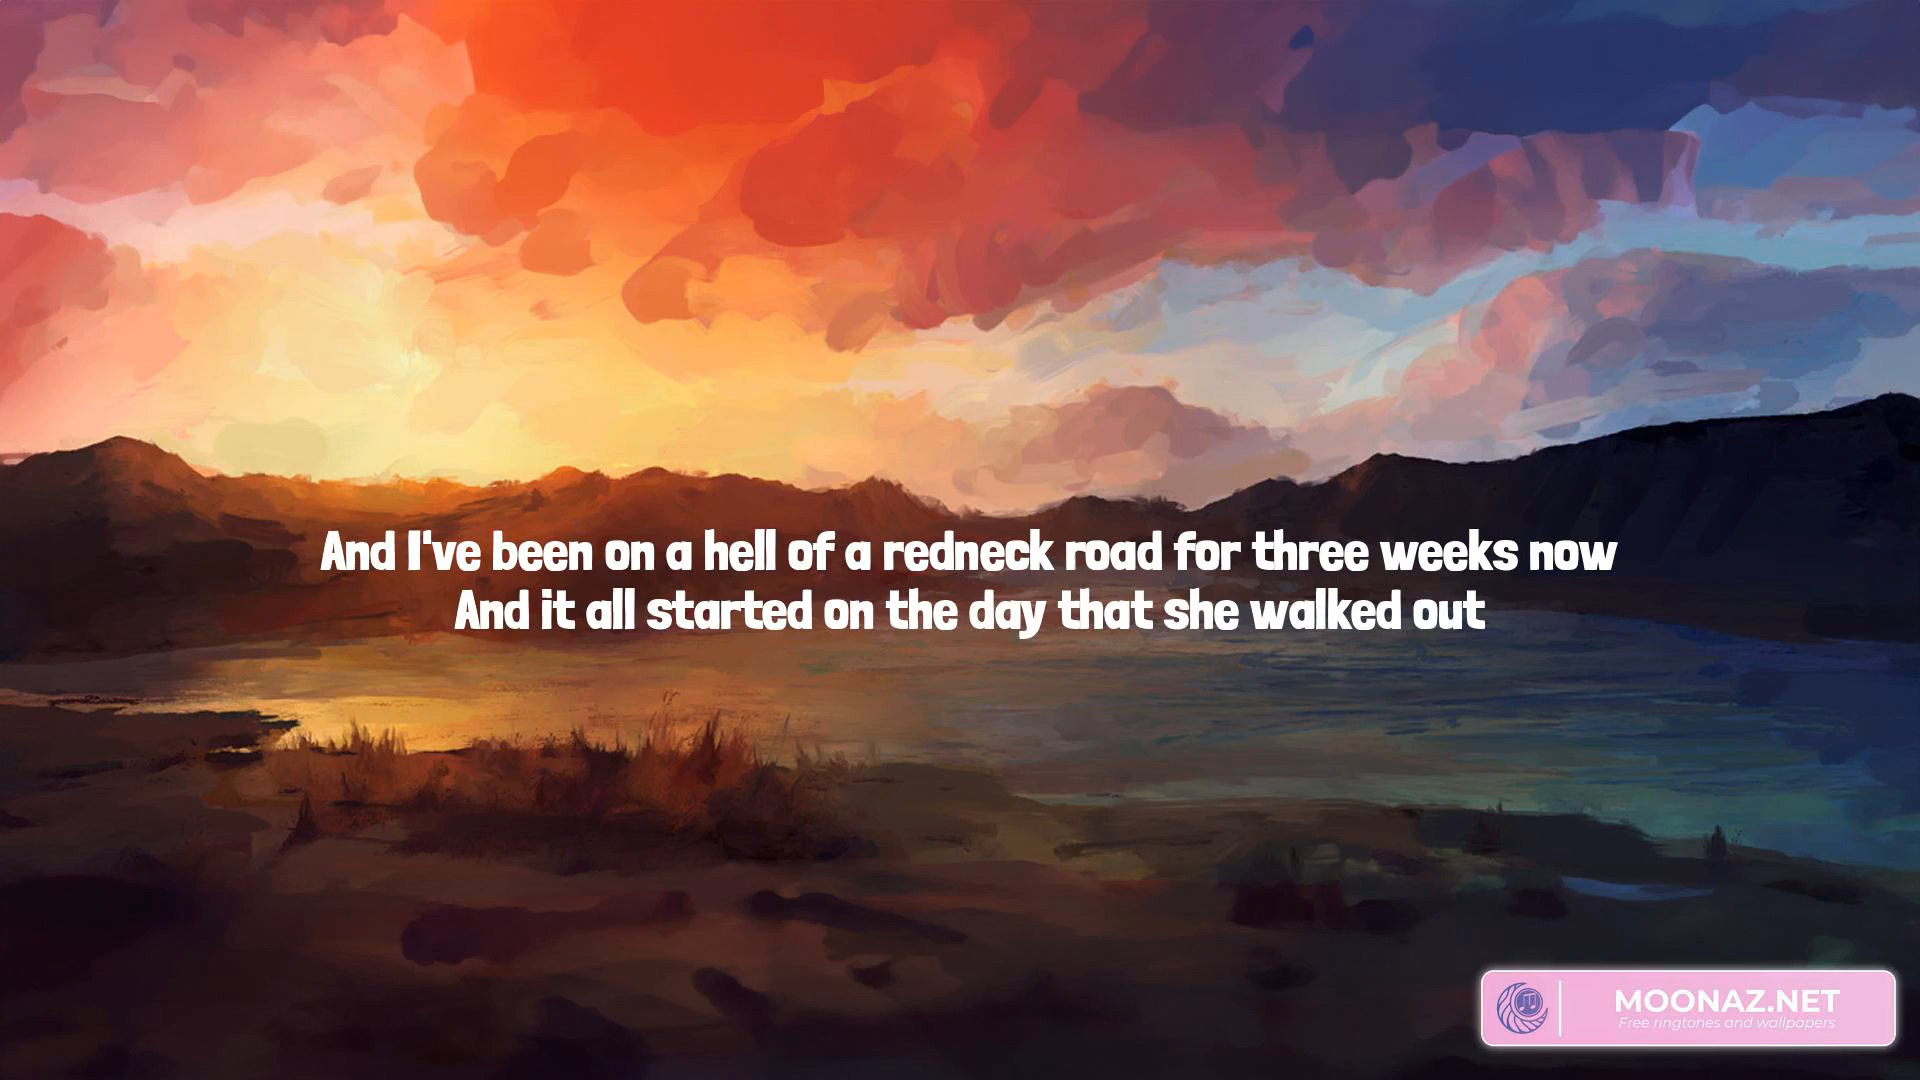 And I've been on a hell of a redneck road for three weeks now
And it all started on the day that she walked out
MOONAZ.NET
Free ringtones and wallpapers